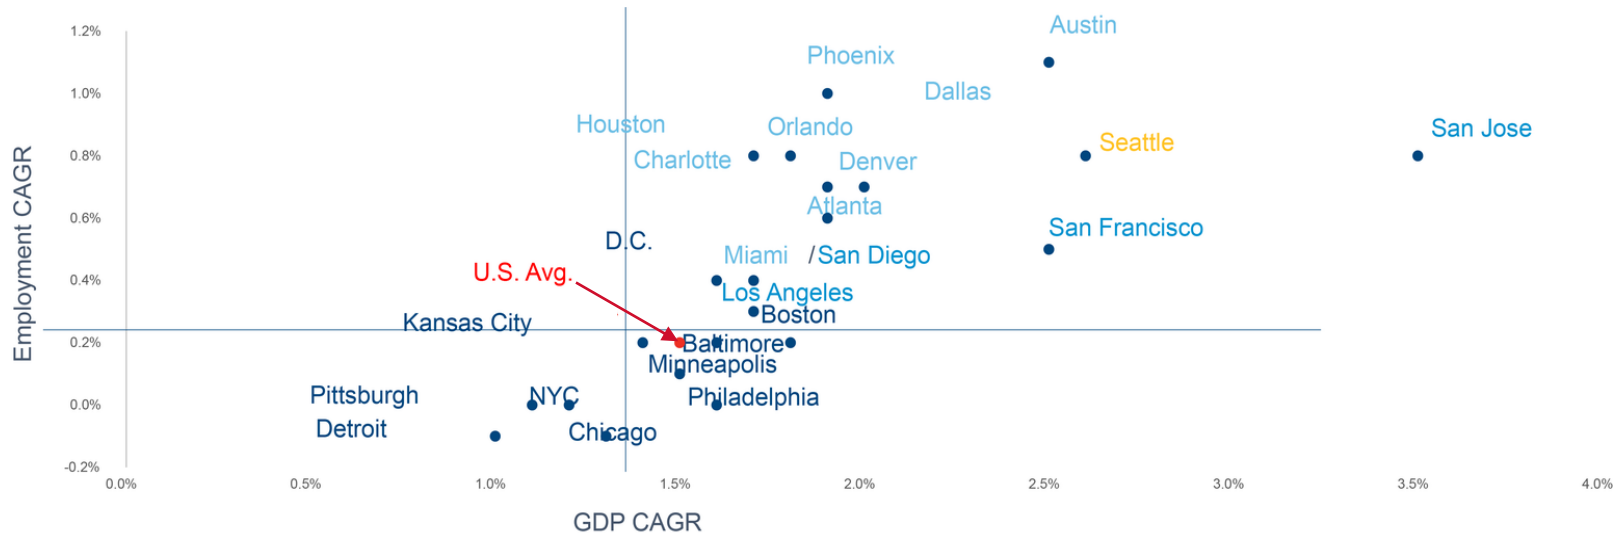 Austin
1.2%
Phoenix
1.0%
Dallas
Houston
Orlando
San Jose
Seattle
0.8%
Charlotte
Denver
Employment CAGR
0.6%
Atlanta
San Francisco
D.C.
Miami /San Diego
U.S. Avg.
0.4%
Los Angeles
Boston
Kansas City
0.2%
Baltimore
Minneapolis
Pittsburgh
NYC
Philadelphia
0.0%
Detroit
Chicago
-0.2%
0.0% 0.5% 1.0% 1.5% 2.0% 2.5% 3.0% 3.5% 4.0%
GDP CAGR